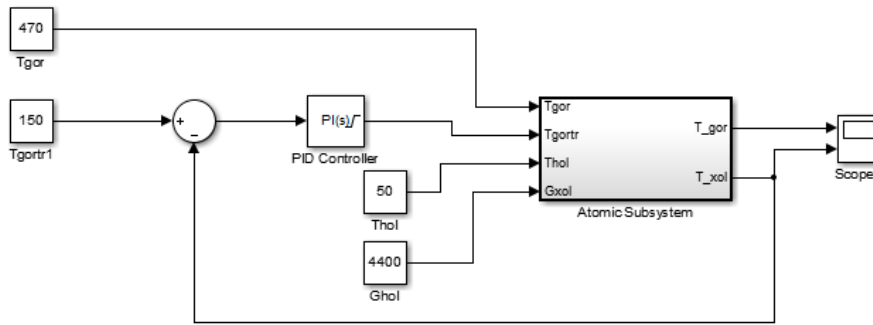 470
Tgor
150
Tgortr1
+
−
PI(s)
PID Controller
50
Thol
4400
Ghol
Tgor
Tgortr
Thol
Gxol
T_gor
T_xol
Atomic Subsystem
Scope